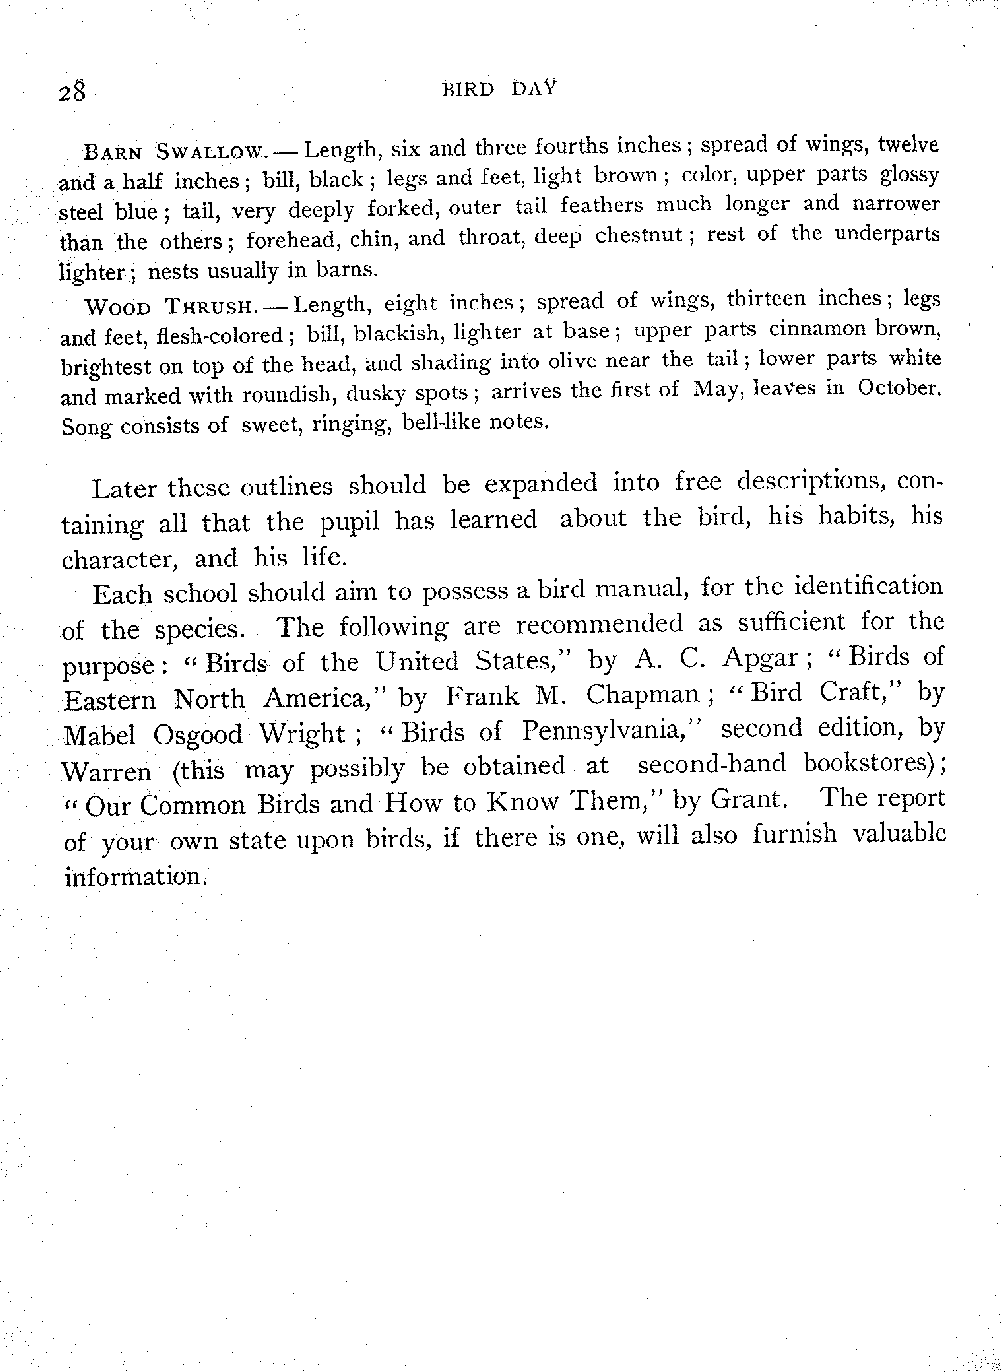 28 BIRD DAY
BARN SWALLOW. — Length, six and three fourths inches; spread of wings, twelve
and a half inches; bill, black; legs and feet, light brown; color, upper parts glossy
steel blue; tail, very deeply forked, outer tail feathers much longer and narrower
than the others; forehead, chin, and throat, deep chestnut; rest of the underparts
lighter; nests usually in barns.
WOOD THRUSH. — Length, eight inches; spread of wings, thirteen inches; legs
and feet, flesh-colored; bill, blackish, lighter at base; upper parts cinnamon brown,
brightest on top of the head, and shading into olive near the tail; lower parts white
and marked with roundish, dusky spots; arrives the first of May, leaves in October.
Song consists of sweet, ringing, bell-like notes.
Later these outlines should be expanded into free descriptions, con-
taining all that the pupil has learned about the bird, his habits, his
character, and his life.
Each school should aim to possess a bird manual, for the identification
of the species. The following are recommended as sufficient for the
purpose: "Birds of the United States," by A. C. Apgar; "Birds of
Eastern North America," by Frank M. Chapman; "Bird Craft," by
Mabel Osgood Wright; "Birds of Pennsylvania," second edition, by
Warren (this may possibly be obtained at second-hand bookstores);
"Our Common Birds and How to Know Them," by Grant. The report
of your own state upon birds, if there is one, will also furnish valuable
information.